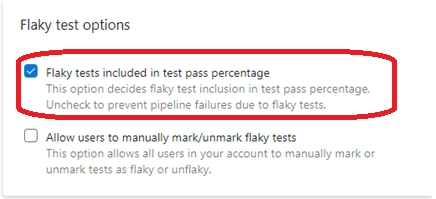 Flaky test options
Flaky tests included in test pass percentage
This option decides flaky test inclusion in test pass percentage.
Uncheck to prevent pipeline failures due to flaky tests.
Allow users to manually mark/unmark flaky tests
This option allows all users in your account to manually mark or
unmark tests as flaky or unflaky.